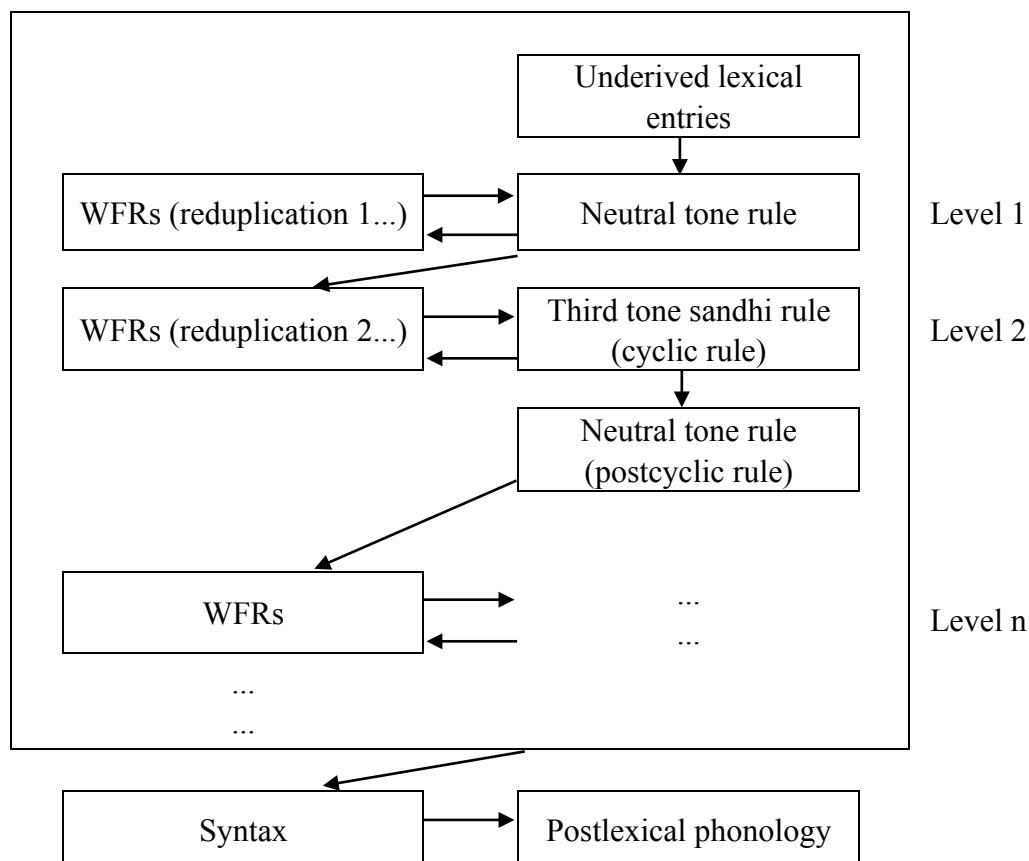 Underived lexical
entries
WFRs (reduplication 1...)
Neutral tone rule
Level 1
WFRs (reduplication 2...)
Third tone sandhi rule
(cyclic rule)
Level 2
Neutral tone rule
(postcyclic rule)
WFRs
...
...
Level n
...
...
Syntax
Postlexical phonology